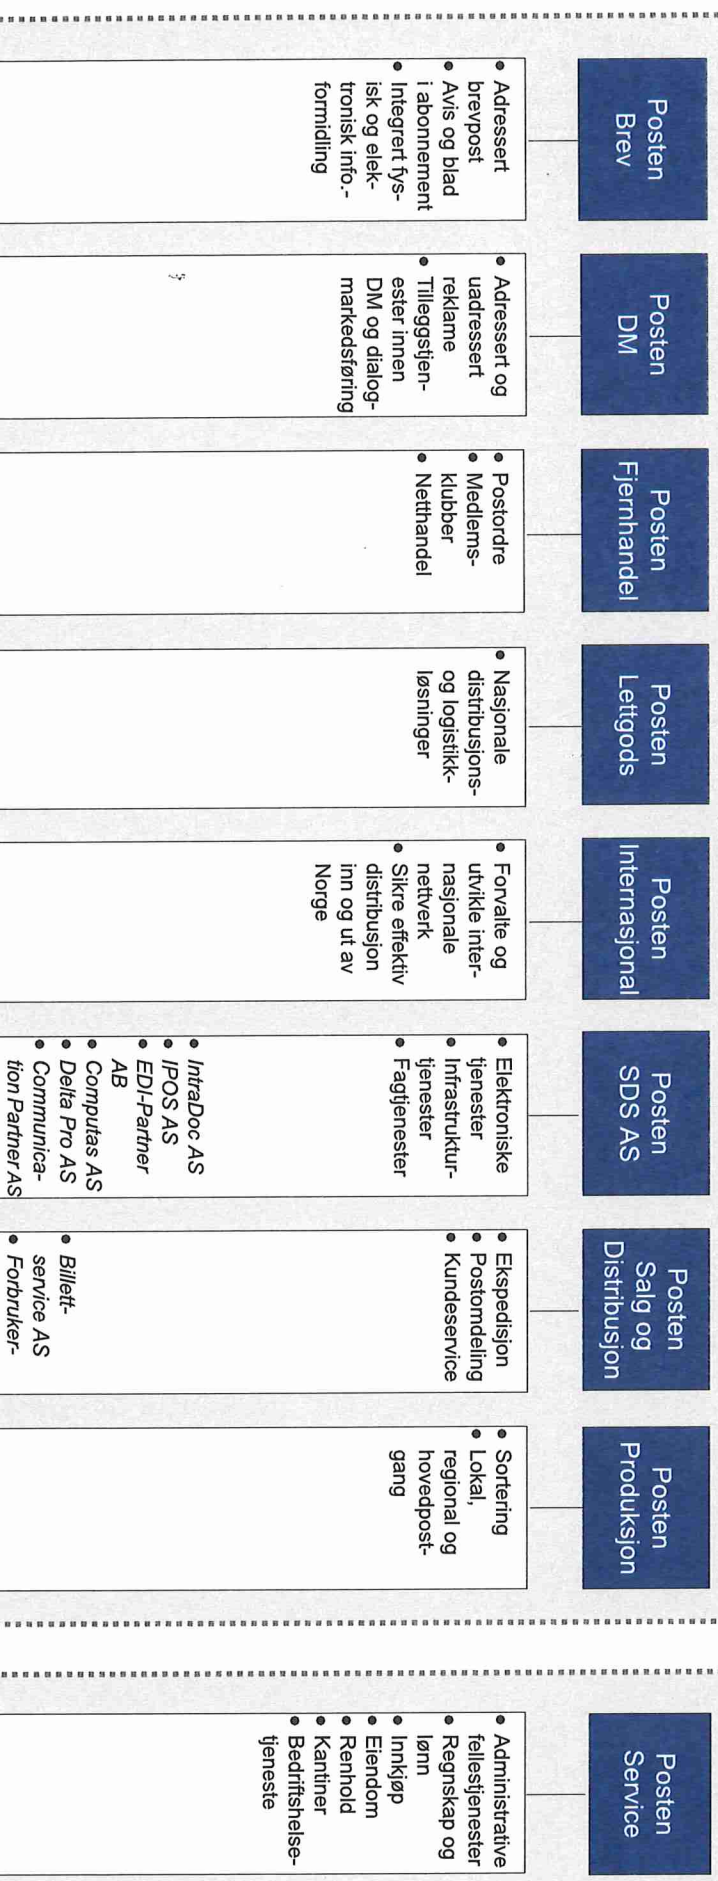 Posten
Brev
• Adressert
brevpost
• Avis og blad
i abonnement
• Integrert fys-
isk og elek-
tronisk info.-
formidling
Posten
DM
• Adressert og
uadressert
reklame
• Tilleggstjen-
ester innen
DM og dialog-
markedsføring
Posten
Fjernhandel
• Postordre
• Medlems-
klubber
• Netthandel
Posten
Lettgods
• Nasjonale
distribusjons-
og logistikk-
løsninger
Posten
Internasjonal
• Forvalte og
utvikle inter-
nasjonale
nettverk
• Sikre effektiv
distribusjon
inn og ut av
Norge
Posten
SDS AS
• Elektroniske
tjenester
• Infrastruktur-
tjenester
• Fagtjenester
• IntraDoc AS
• IPOS AS
• EDI-Partner
AB
• Computas AS
• Delta Pro AS
• Communica-
tion Partner AS
Posten
Salg og
Distribusjon
• Ekspedisjon
• Postomdeling
• Kundeservice
• Billett-
service AS
• Forbruker-
Posten
Produksjon
• Sortering
• Lokal,
regional og
hovedpost-
gang
Posten
Service
• Administrative
fellestjenester
• Regnskap og
lønn
• Innkjøp
• Eiendom
• Renhold
• Kantiner
• Bedriftshelse-
tjeneste